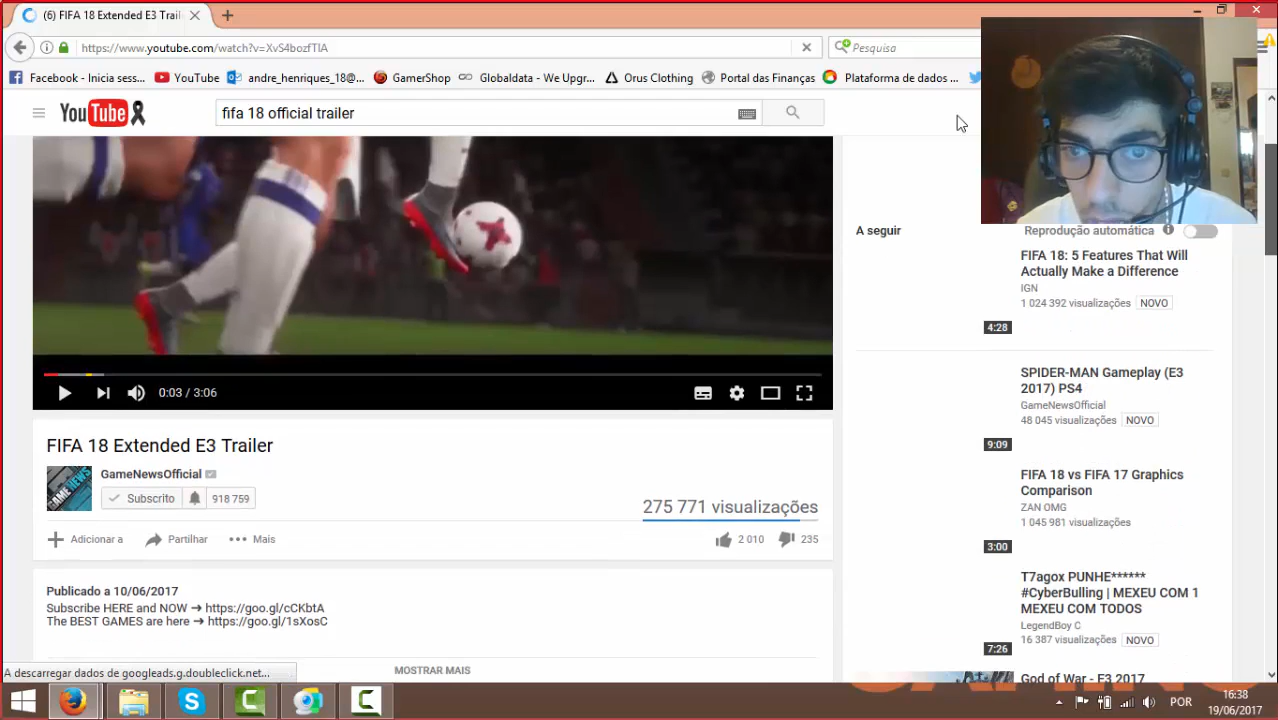 (6) FIFA 18 Extended E3 Traile
https://www.youtube.com/watch?v=XvS4bozfTlA
Pesquisa
Facebook - Inicia sess...
YouTube
andre_henriques_18@...
GamerShop
Globaldata - We Upgr...
Orus Clothing
Portal das Finanças
Plataforma de dados ...
YouTube
fifa 18 official trailer
A seguir
Reprodução automática
FIFA 18: 5 Features That Will
Actually Make a Difference
IGN
1 024 392 visualizações NOVO
4:28
SPIDER-MAN Gameplay (E3
2017) PS4
GameNewsOfficial
48 045 visualizações NOVO
9:09
0:03 / 3:06
FIFA 18 Extended E3 Trailer
GAME NEWS
GameNewsOfficial
Subscrito 918 759
275 771 visualizações
Adicionar a
Partilhar
Mais
2 010
235
FIFA 18 vs FIFA 17 Graphics
Comparison
ZAN OMG
1 045 981 visualizações
3:00
T7agox PUNHE******
#CyberBulling | MEXEU COM 1
MEXEU COM TODOS
LegendBoy C
16 387 visualizações NOVO
7:26
God of War - E3 2017
Publicado a 10/06/2017
Subscribe HERE and NOW ➜ https://goo.gl/cCKbtA
The BEST GAMES are here ➜ https://goo.gl/1sXosC
MOSTRAR MAIS
A descarregar dados de googleads.g.doubleclick.net...
POR
16:38
19/06/2017